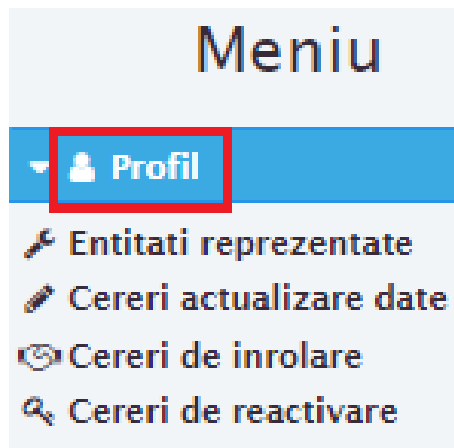 Meniu
Profil
Entitati reprezentate
Cereri actualizare date
Cereri de inrolare
Cereri de reactivare